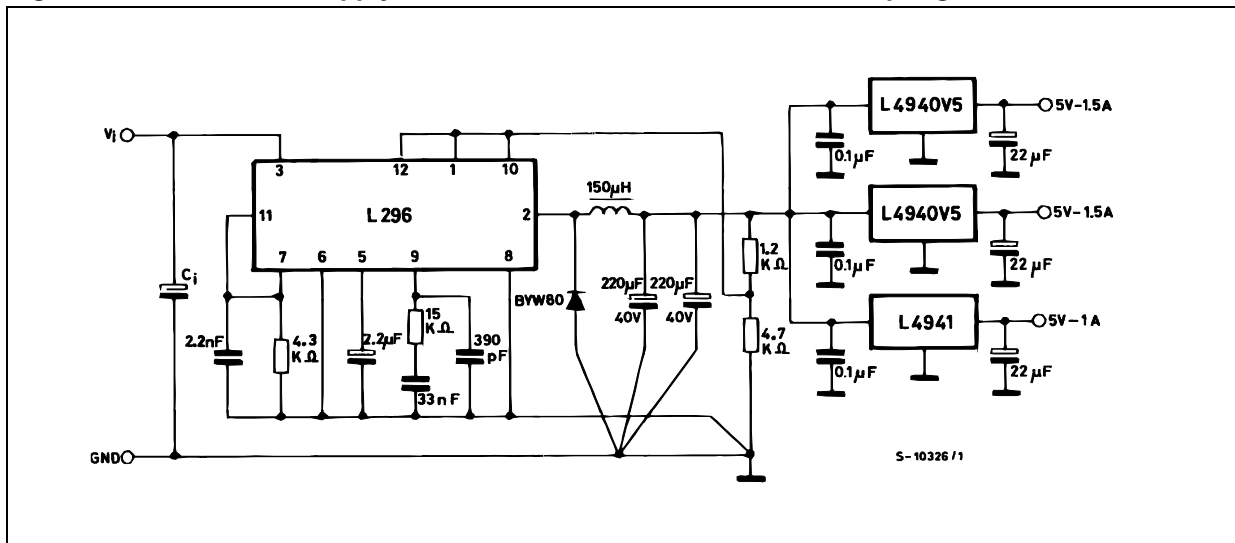 L4940V5
5V-1.5A
0.1µF
22µF
Vi
3
12
1
10
L296
11
2
7
6
5
9
8
150µH
L4940V5
5V-1.5A
0.1µF
22µF
1.2
KΩ
Ci
BYW80
220µF
220µF
40V
40V
L4941
5V-1A
0.1µF
22µF
2.2nF
4.3
KΩ
2.2µF
15
KΩ
390
pF
33nF
4.7
KΩ
GND
S-10326/1